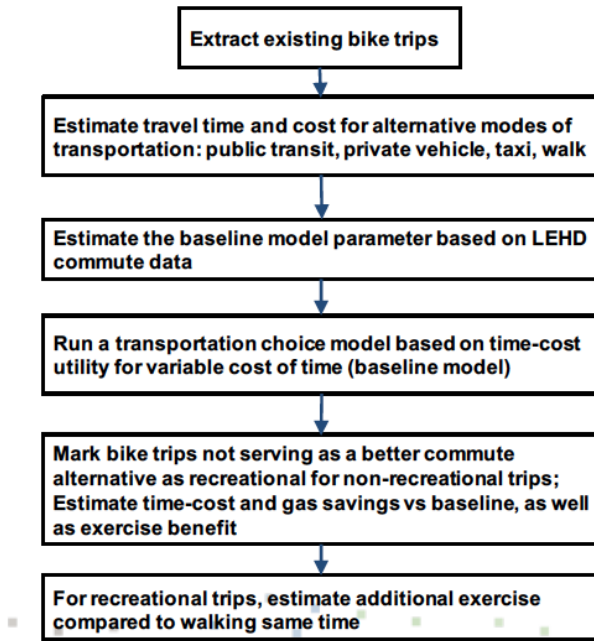 Extract existing bike trips
Estimate travel time and cost for alternative modes of
transportation: public transit, private vehicle, taxi, walk
Estimate the baseline model parameter based on LEHD
commute data
Run a transportation choice model based on time-cost
utility for variable cost of time (baseline model)
Mark bike trips not serving as a better commute
alternative as recreational for non-recreational trips;
Estimate time-cost and gas savings vs baseline, as well
as exercise benefit
For recreational trips, estimate additional exercise
compared to walking same time